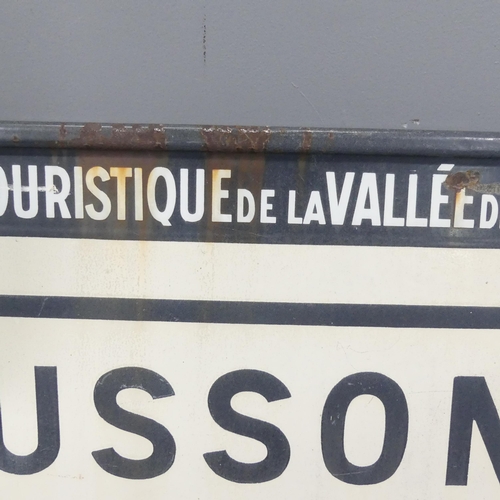 OURISTIQUE DE LA VALLÉE D
USSON